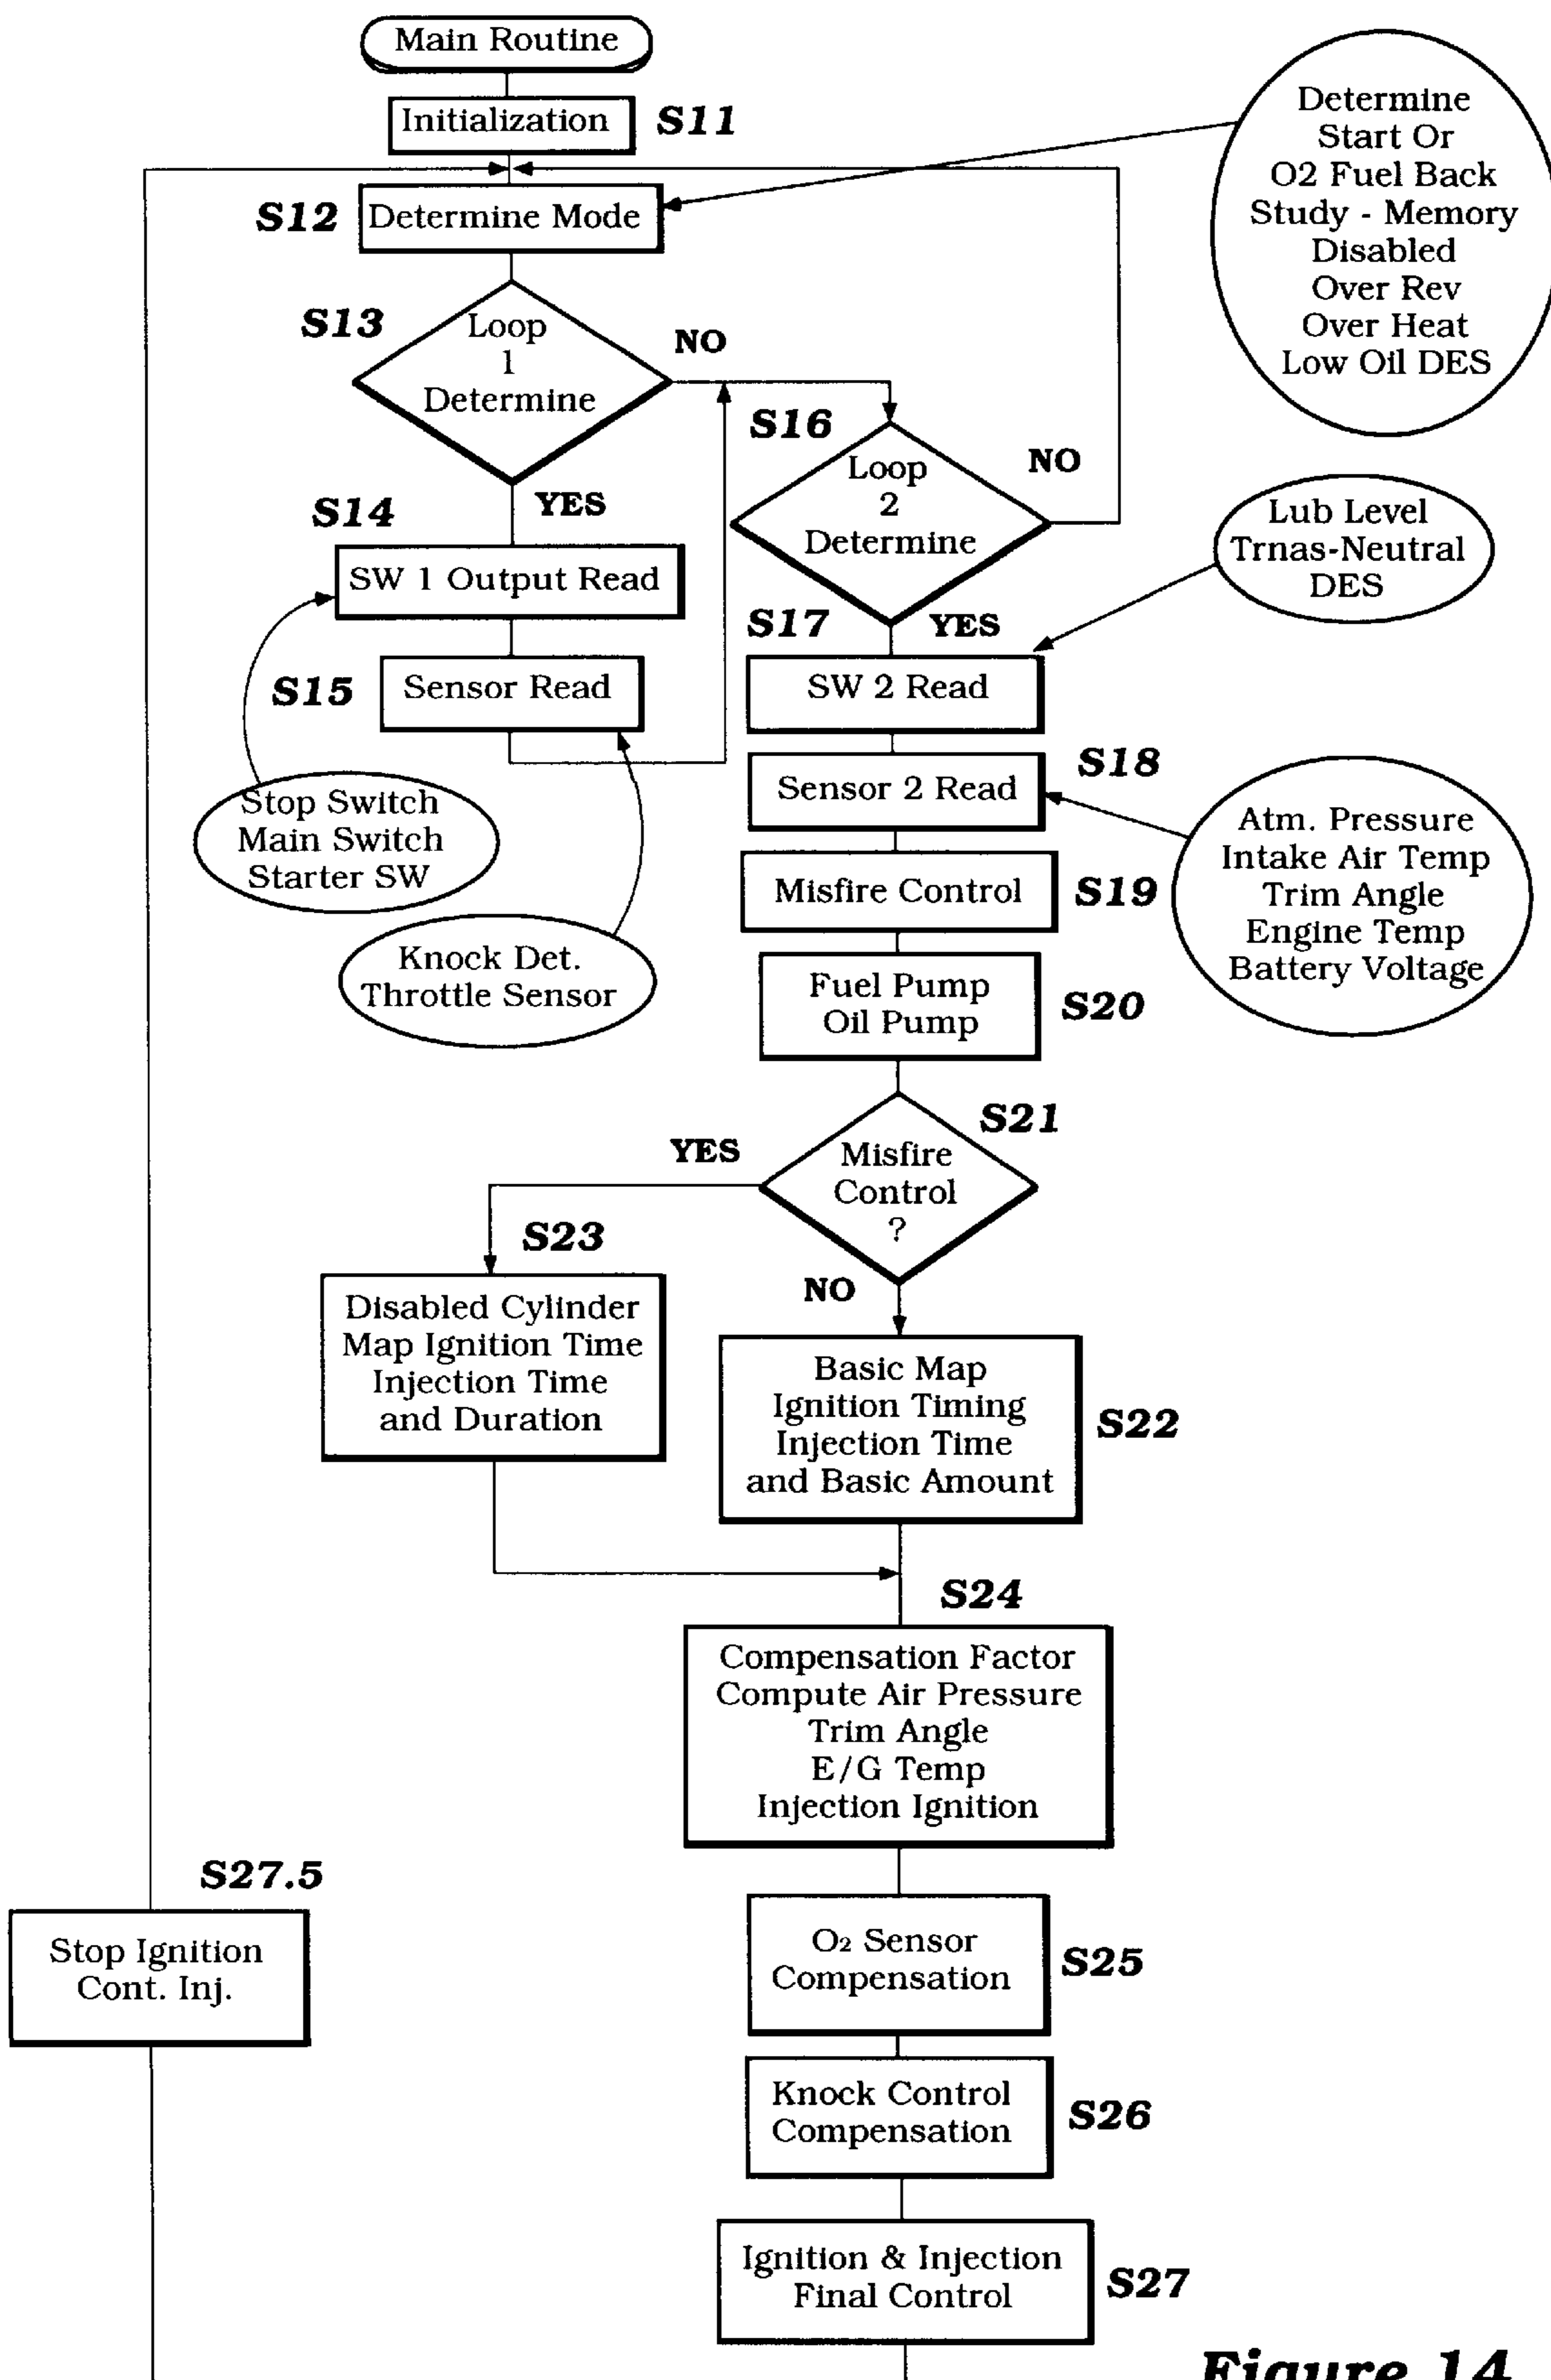 Main Routine
Initialization
S11
Determine
Start Or
O2 Fuel Back
Study - Memory
Disabled
Over Rev
Over Heat
Low Oil DES
S12
Determine Mode
S13
Loop
1
Determine
NO
YES
S14
SW 1 Output Read
S15
Sensor Read
Stop Switch
Main Switch
Starter SW
Knock Det.
Throttle Sensor
S16
Loop
2
Determine
NO
YES
Lub Level
Trnas-Neutral
DES
S17
SW 2 Read
Sensor 2 Read
S18
Atm. Pressure
Intake Air Temp
Trim Angle
Engine Temp
Battery Voltage
Misfire Control
S19
Fuel Pump
Oil Pump
S20
S21
Misfire
Control
?
YES
NO
S23
Disabled Cylinder
Map Ignition Time
Injection Time
and Duration
Basic Map
Ignition Timing
Injection Time
and Basic Amount
S22
S24
Compensation Factor
Compute Air Pressure
Trim Angle
E/G Temp
Injection Ignition
S27.5
Stop Ignition
Cont. Inj.
O2 Sensor
Compensation
S25
Knock Control
Compensation
S26
Ignition & Injection
Final Control
S27
Figure 14